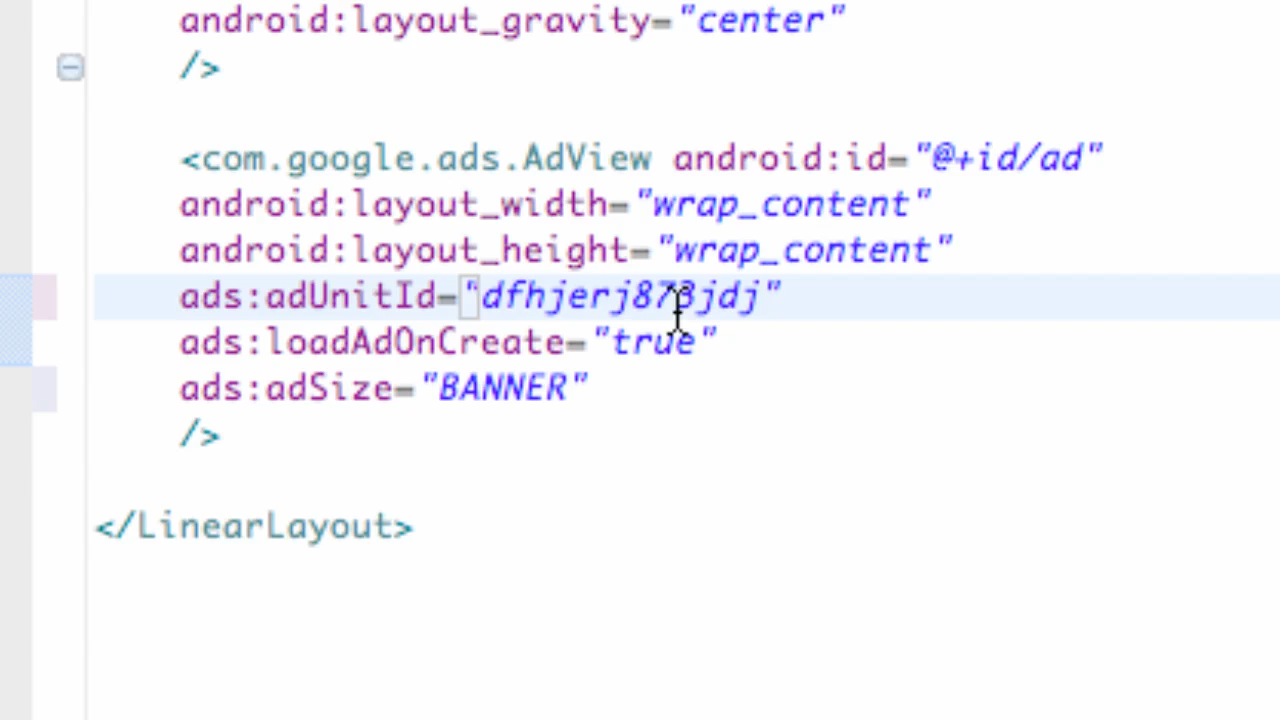 android:layout_gravity="center"
/>
<com.google.ads.AdView android:id="@+id/ad"
android:layout_width="wrap_content"
android:layout_height="wrap_content"
ads:adUnitId="dfhjerj873jdj"
ads:loadAdOnCreate="true"
ads:adSize="BANNER"
/>
</LinearLayout>